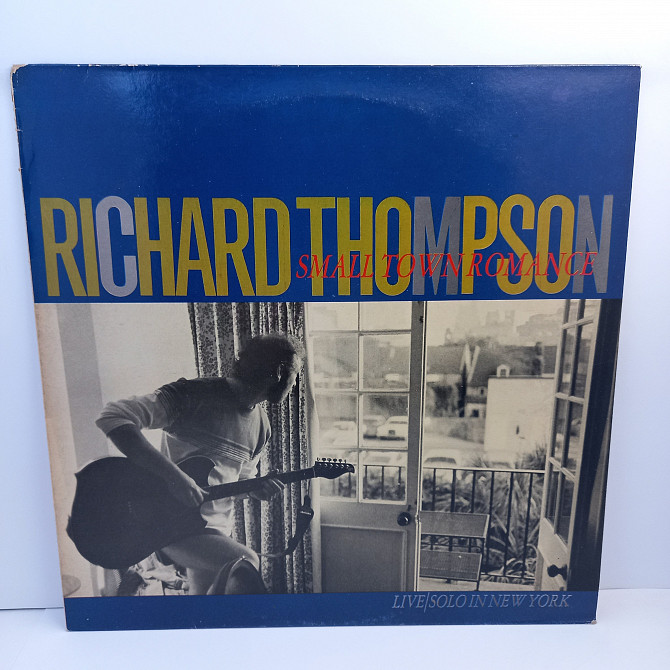 RICHARD THOMPSON
SMALL TOWN ROMANCE
LIVE/SOLO IN NEW YORK